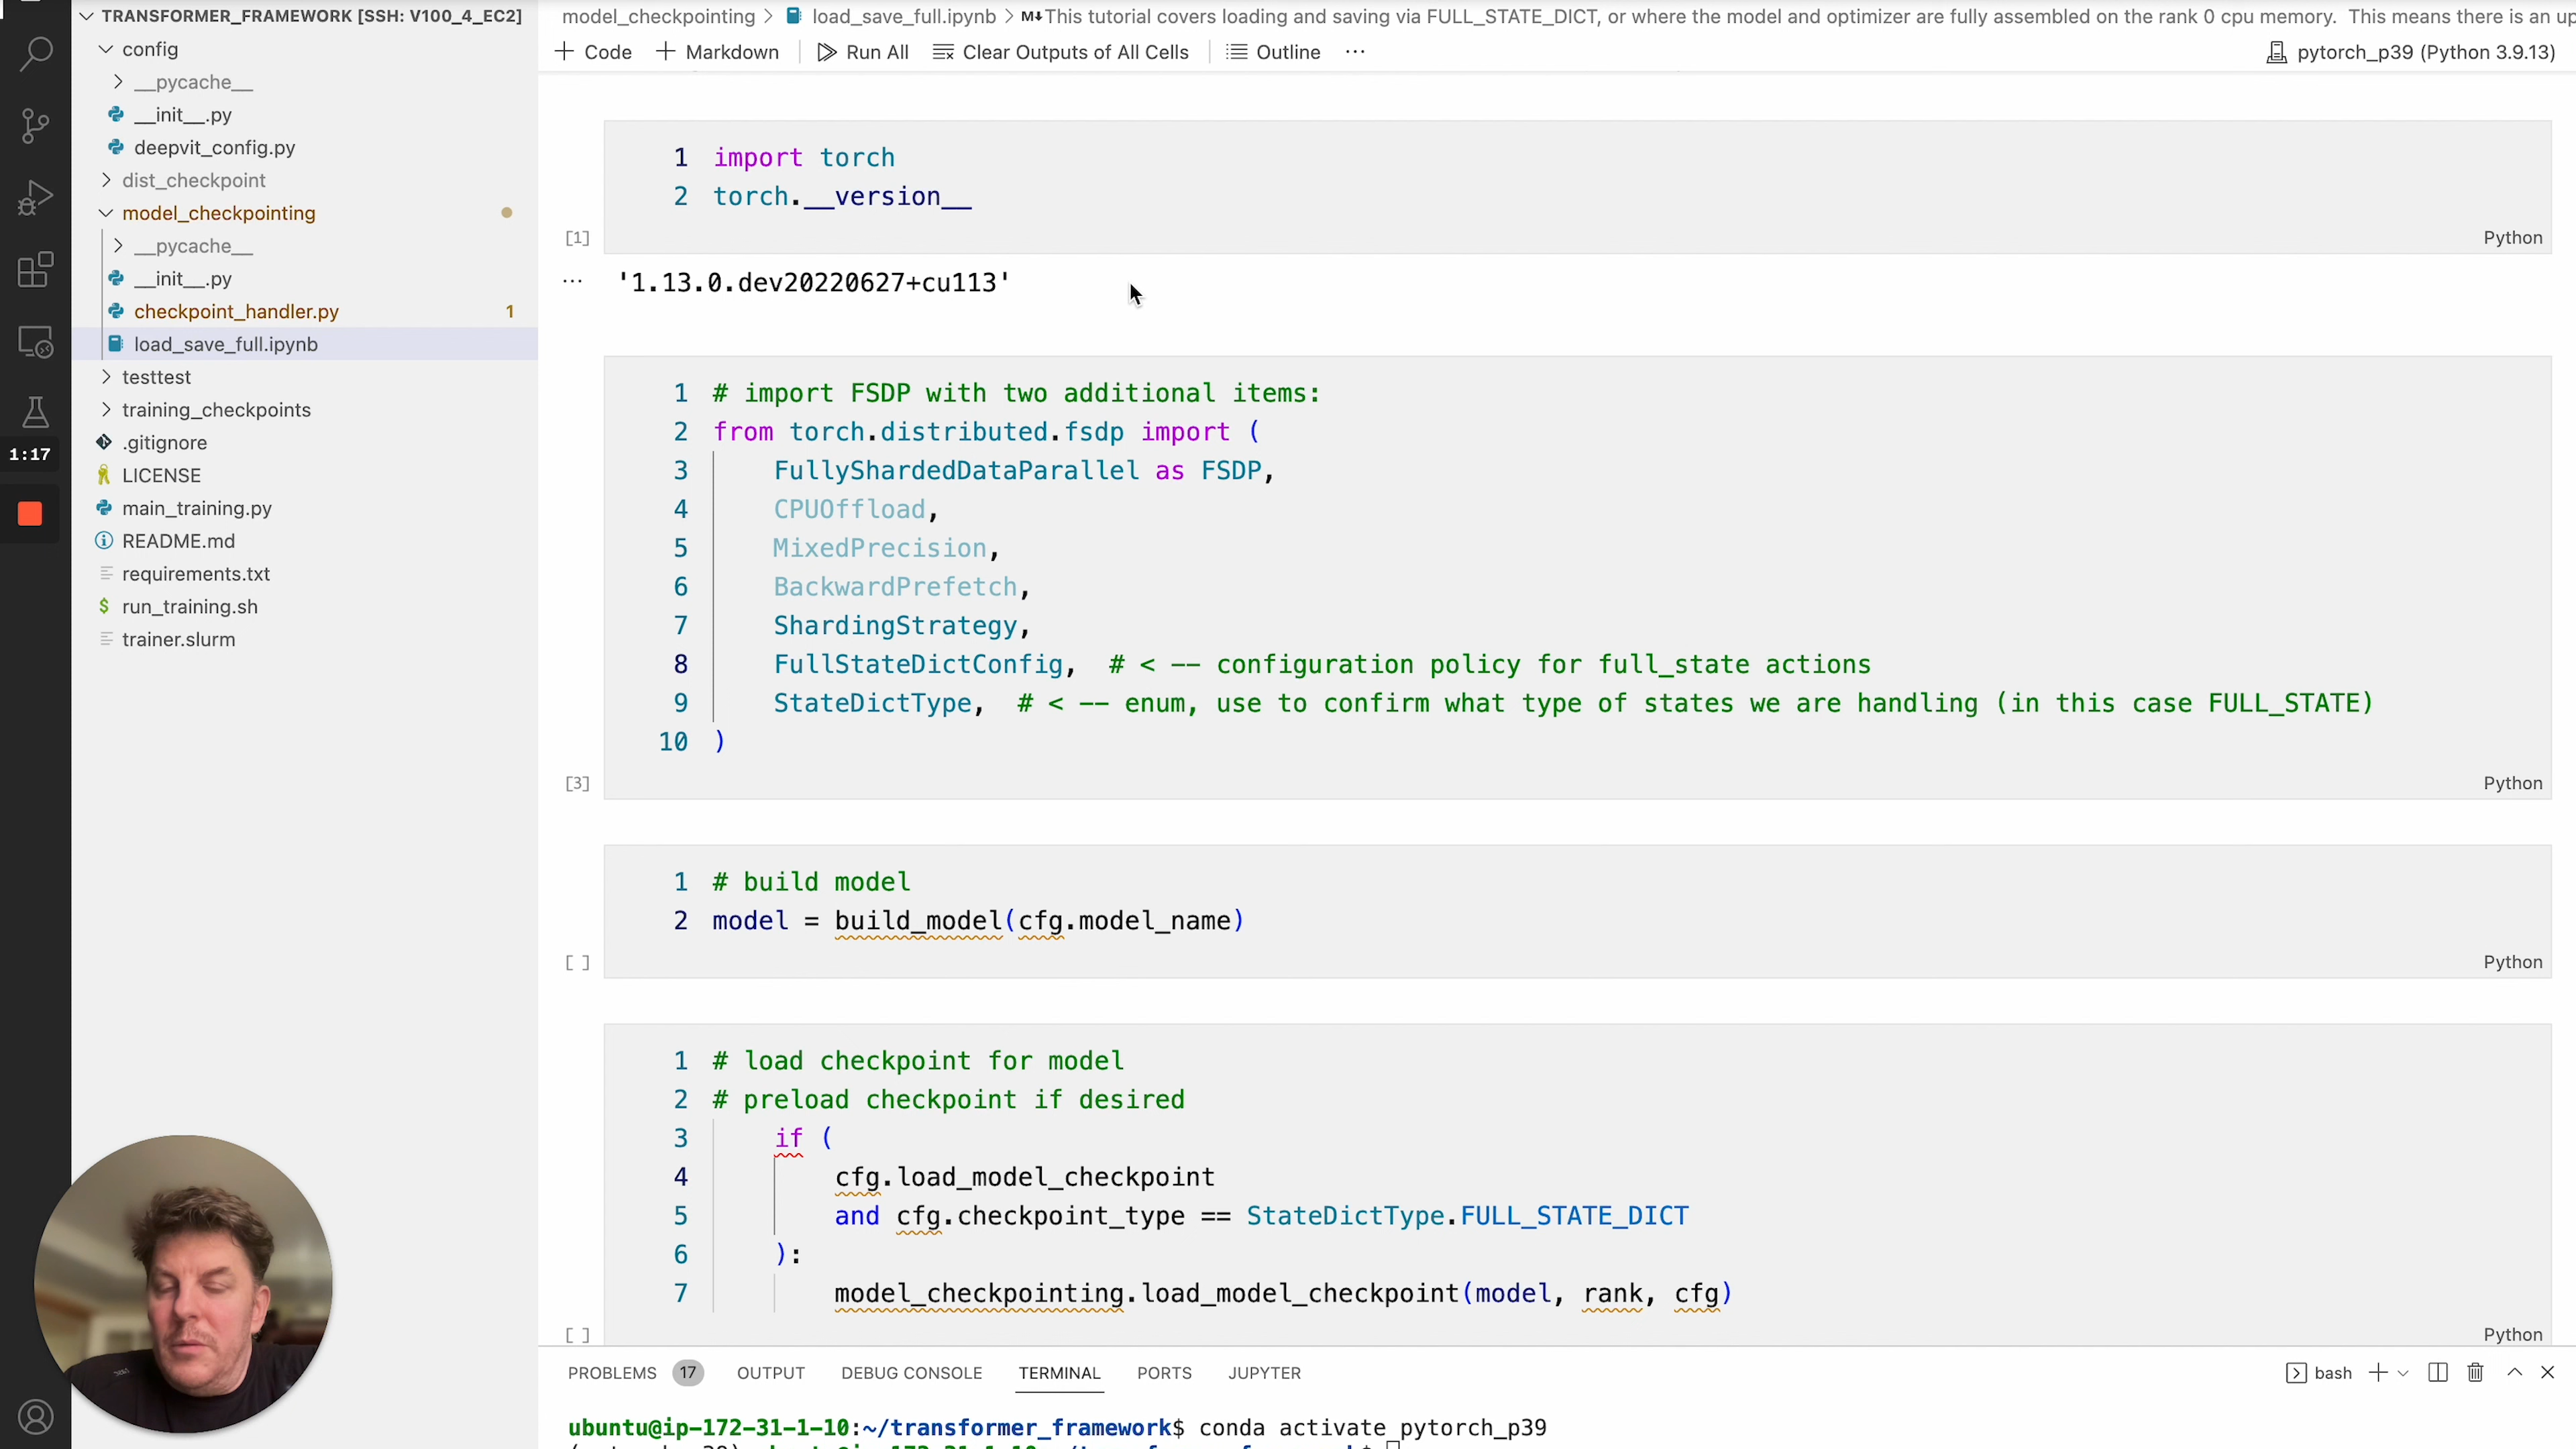 TRANSFORMER_FRAMEWORK [SSH: V100_4_EC2]
config
__pycache__
__init__.py
deepvit_config.py
dist_checkpoint
model_checkpointing
__pycache__
__init__.py
checkpoint_handler.py 1
load_save_full.ipynb
testtest
training_checkpoints
.gitignore
LICENSE
main_training.py
README.md
requirements.txt
run_training.sh
trainer.slurm
1:17
model_checkpointing > load_save_full.ipynb > M↓This tutorial covers loading and saving via FULL_STATE_DICT, or where the model and optimizer are fully assembled on the rank 0 cpu memory. This means there is an up
+ Code + Markdown Run All Clear Outputs of All Cells Outline ···
pytorch_p39 (Python 3.9.13)
1 import torch
2 torch.__version__
[1] Python
··· '1.13.0.dev20220627+cu113'
1 # import FSDP with two additional items:
2 from torch.distributed.fsdp import (
3 FullyShardedDataParallel as FSDP,
4 CPUOffload,
5 MixedPrecision,
6 BackwardPrefetch,
7 ShardingStrategy,
8 FullStateDictConfig, # < -- configuration policy for full_state actions
9 StateDictType, # < -- enum, use to confirm what type of states we are handling (in this case FULL_STATE)
10 )
[3] Python
1 # build model
2 model = build_model(cfg.model_name)
[ ] Python
1 # load checkpoint for model
2 # preload checkpoint if desired
3 if (
4 cfg.load_model_checkpoint
5 and cfg.checkpoint_type == StateDictType.FULL_STATE_DICT
6 ):
7 model_checkpointing.load_model_checkpoint(model, rank, cfg)
[ ] Python
PROBLEMS 17 OUTPUT DEBUG CONSOLE TERMINAL PORTS JUPYTER
bash
ubuntu@ip-172-31-1-10:~/transformer_framework$ conda activate pytorch_p39